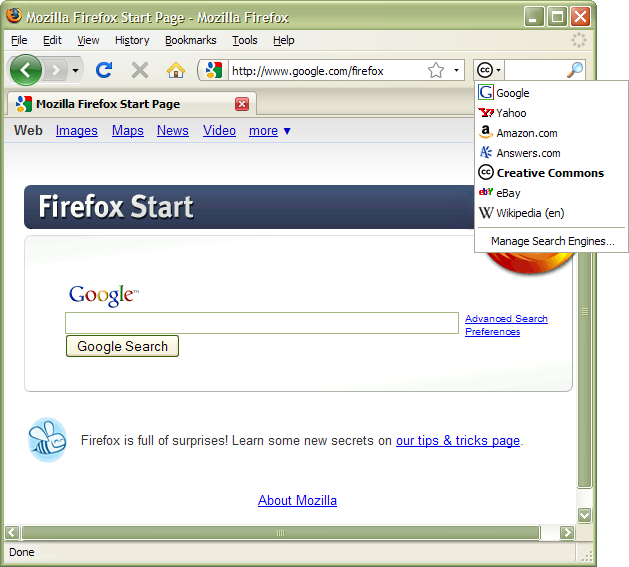 Mozilla Firefox Start Page - Mozilla Firefox
File Edit View History Bookmarks Tools Help
http://www.google.com/firefox
Mozilla Firefox Start Page
Web Images Maps News Video more ▼
Google
Yahoo
Amazon.com
Answers.com
Creative Commons
eBay
Wikipedia (en)
Manage Search Engines...
Firefox Start
Google™
Advanced Search
Preferences
Google Search
Firefox is full of surprises! Learn some new secrets on our tips & tricks page.
About Mozilla
Done